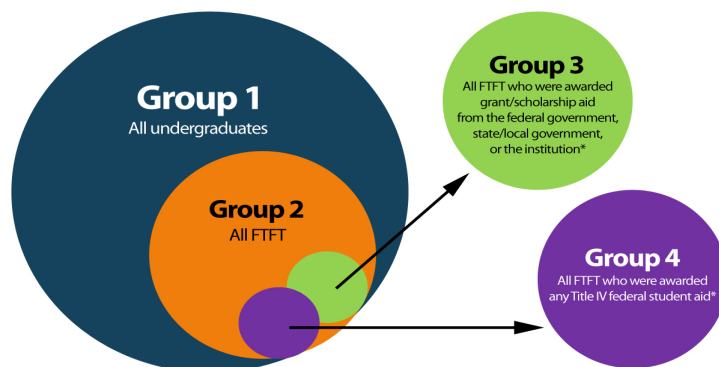 Group 1
All undergraduates
Group 2
All FTFT
Group 3
All FTFT who were awarded
grant/scholarship aid
from the federal government,
state/local government,
or the institution*
Group 4
All FTFT who were awarded
any Title IV federal student aid*